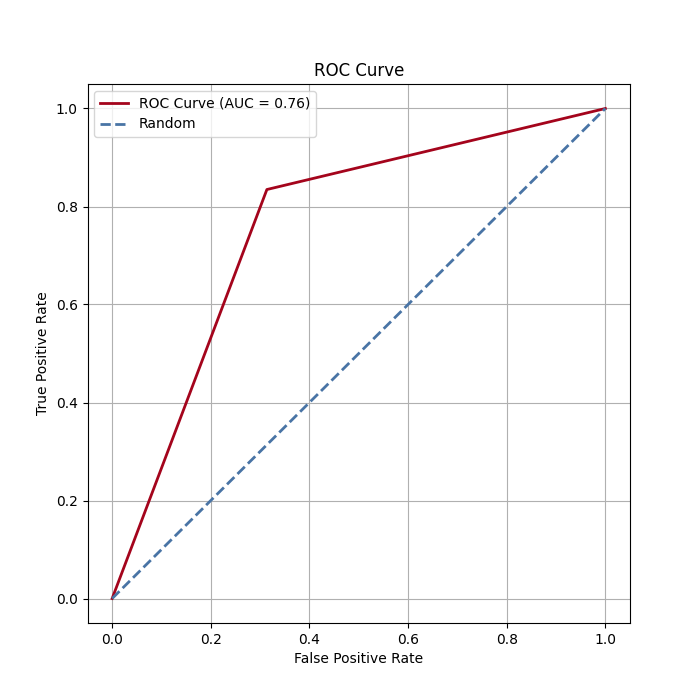 ROC Curve
ROC Curve (AUC = 0.76)
Random
1.0
0.8
0.6
0.4
0.2
0.0
True Positive Rate
0.0 0.2 0.4 0.6 0.8 1.0
False Positive Rate